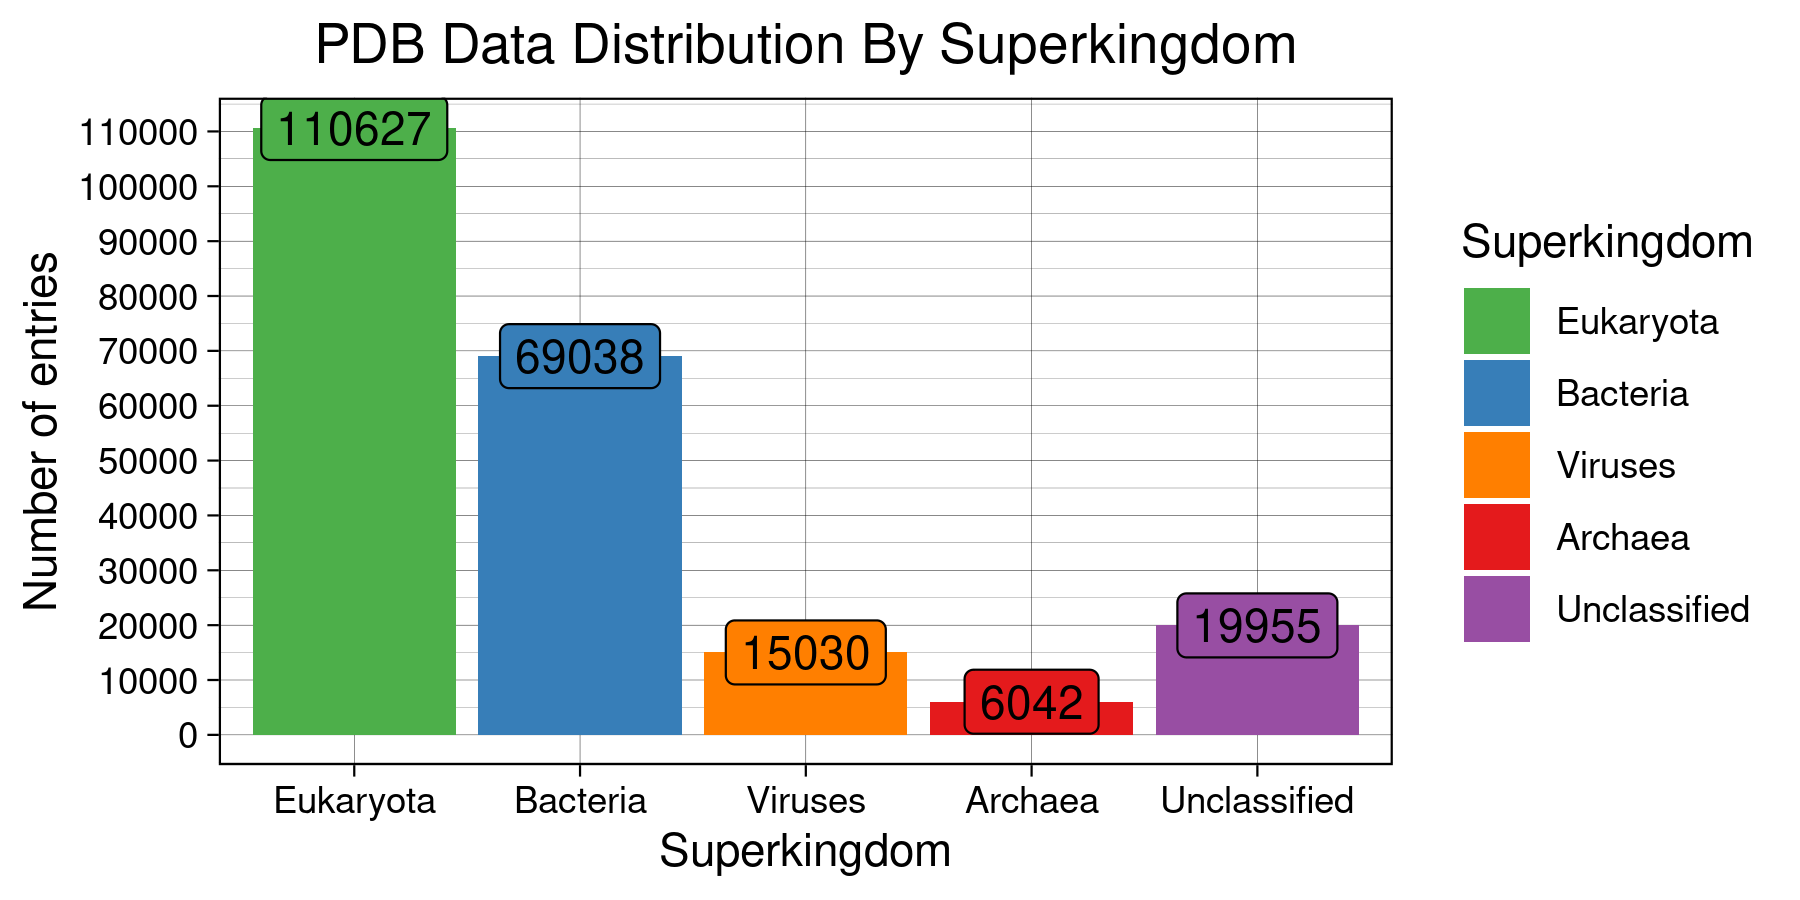 PDB Data Distribution By Superkingdom
Number of entries
110000
100000
90000
80000
70000
60000
50000
40000
30000
20000
10000
0
110627
69038
15030
6042
19955
Eukaryota
Bacteria
Viruses
Archaea
Unclassified
Superkingdom
Superkingdom
Eukaryota
Bacteria
Viruses
Archaea
Unclassified